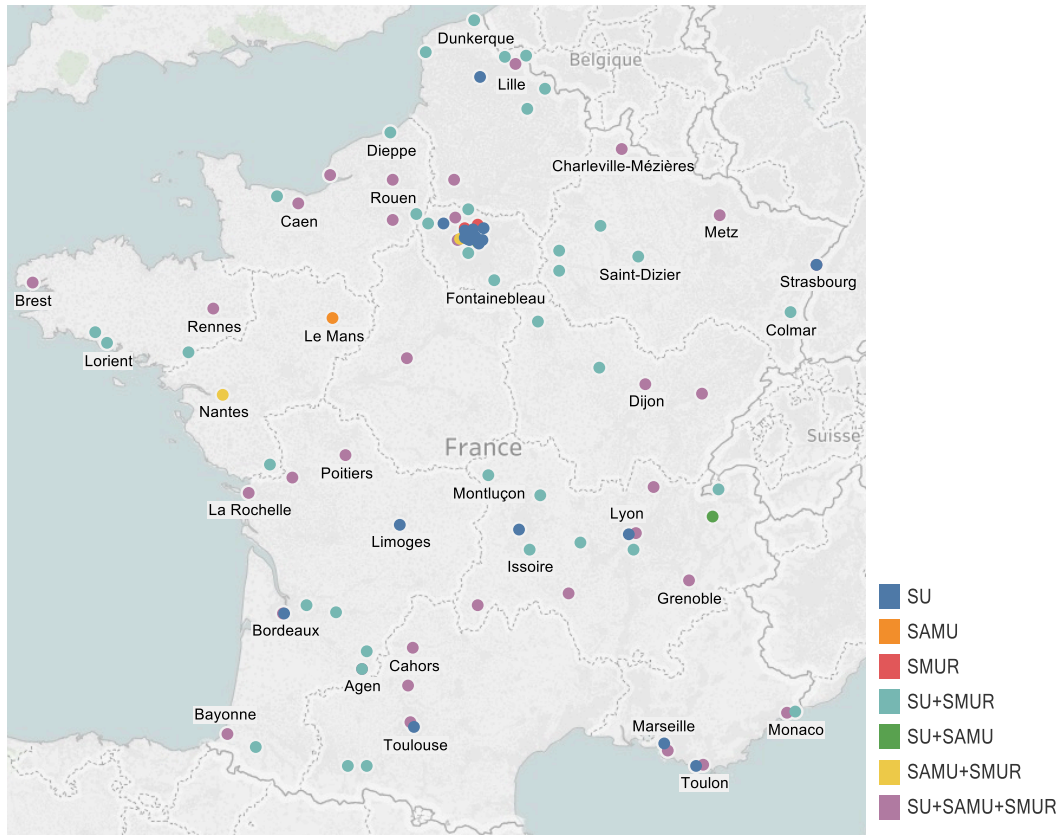 Dunkerque
Belgique
Lille
Dieppe
Charleville-Mézières
Rouen
Caen
Metz
Saint-Dizier
Strasbourg
Brest
Fontainebleau
Rennes
Le Mans
Colmar
Lorient
Dijon
Nantes
Suisse
France
Poitiers
Montluçon
La Rochelle
Lyon
Limoges
Issoire
Grenoble
Bordeaux
Cahors
Agen
Bayonne
Marseille
Monaco
Toulouse
Toulon
SU
SAMU
SMUR
SU+SMUR
SU+SAMU
SAMU+SMUR
SU+SAMU+SMUR